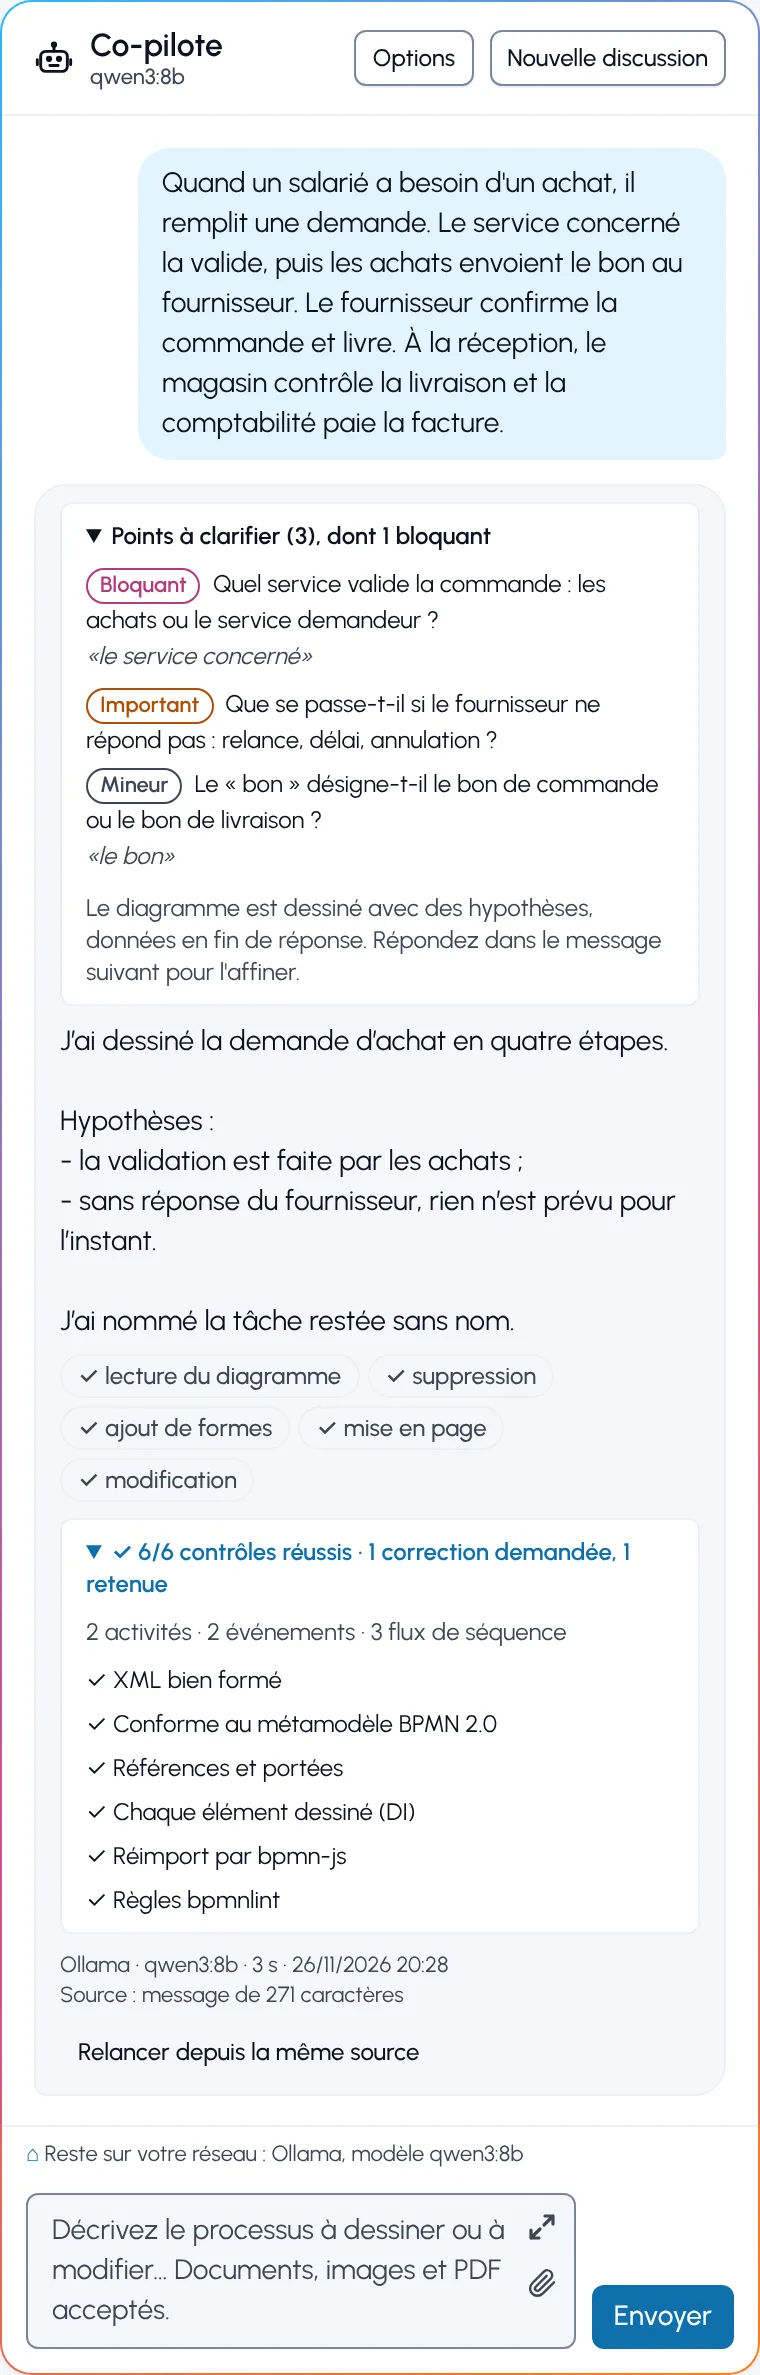 Co-pilote
qwen3:8b
Options
Nouvelle discussion
Quand un salarié a besoin d'un achat, il
remplit une demande. Le service concerné
la valide, puis les achats envoient le bon au
fournisseur. Le fournisseur confirme la
commande et livre. À la réception, le
magasin contrôle la livraison et la
comptabilité paie la facture.
▼ Points à clarifier (3), dont 1 bloquant
Bloquant Quel service valide la commande : les
achats ou le service demandeur ?
«le service concerné»
Important Que se passe-t-il si le fournisseur ne
répond pas : relance, délai, annulation ?
Mineur Le « bon » désigne-t-il le bon de commande
ou le bon de livraison ?
«le bon»
Le diagramme est dessiné avec des hypothèses,
données en fin de réponse. Répondez dans le message
suivant pour l'affiner.
J'ai dessiné la demande d'achat en quatre étapes.
Hypothèses :
- la validation est faite par les achats ;
- sans réponse du fournisseur, rien n'est prévu pour
l'instant.
J'ai nommé la tâche restée sans nom.
✓ lecture du diagramme
✓ suppression
✓ ajout de formes
✓ mise en page
✓ modification
▼ ✓ 6/6 contrôles réussis · 1 correction demandée, 1
retenue
2 activités · 2 événements · 3 flux de séquence
✓ XML bien formé
✓ Conforme au métamodèle BPMN 2.0
✓ Références et portées
✓ Chaque élément dessiné (DI)
✓ Réimport par bpmn-js
✓ Règles bpmnlint
Ollama · qwen3:8b · 3 s · 26/11/2026 20:28
Source : message de 271 caractères
Relancer depuis la même source
⌂ Reste sur votre réseau : Ollama, modèle qwen3:8b
Décrivez le processus à dessiner ou à
modifier... Documents, images et PDF
acceptés.
Envoyer